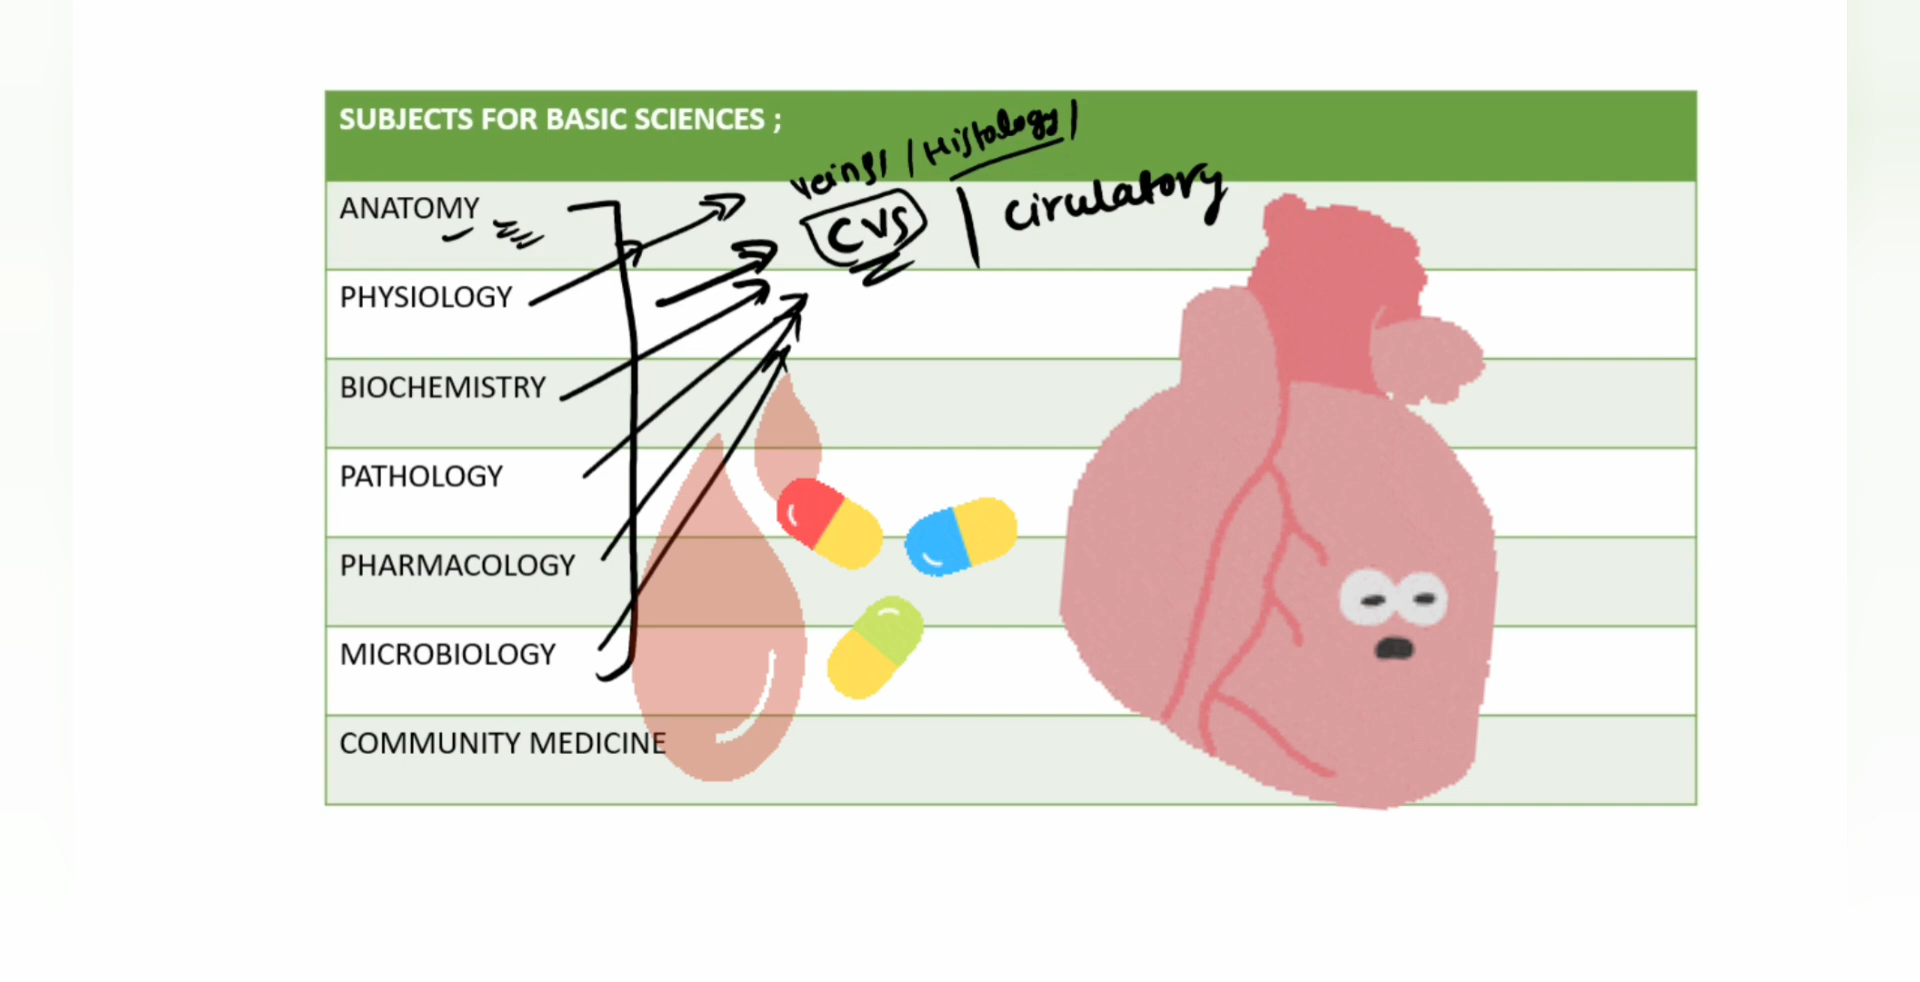 SUBJECTS FOR BASIC SCIENCES ;
veins / Histology /
ANATOMY
CVS | Circulatory
PHYSIOLOGY
BIOCHEMISTRY
PATHOLOGY
PHARMACOLOGY
MICROBIOLOGY
COMMUNITY MEDICINE